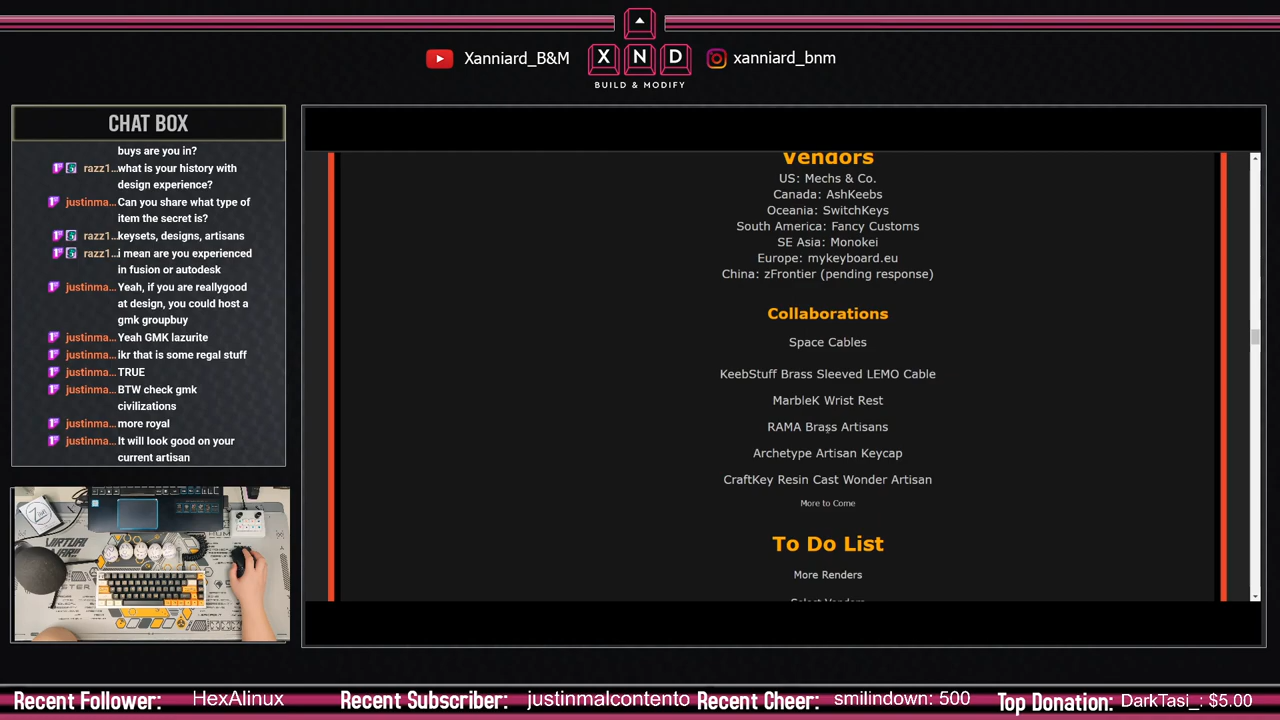 Xanniard_B&M
X N D
BUILD & MODIFY
xanniard_bnm
CHAT BOX
buys are you in?
razz1... what is your history with
design experience?
justinma... Can you share what type of
item the secret is?
razz1... keysets, designs, artisans
razz1... i mean are you experienced
in fusion or autodesk
justinma... Yeah, if you are reallygood
at design, you could host a
gmk groupbuy
justinma... Yeah GMK lazurite
justinma... ikr that is some regal stuff
justinma... TRUE
justinma... BTW check gmk
civilizations
justinma... more royal
justinma... It will look good on your
current artisan
Vendors
US: Mechs & Co.
Canada: AshKeebs
Oceania: SwitchKeys
South America: Fancy Customs
SE Asia: Monokei
Europe: mykeyboard.eu
China: zFrontier (pending response)
Collaborations
Space Cables
KeebStuff Brass Sleeved LEMO Cable
MarbleK Wrist Rest
RAMA Brass Artisans
Archetype Artisan Keycap
CraftKey Resin Cast Wonder Artisan
More to Come
To Do List
More Renders
Select Vendors
Recent Follower: HexAlinux
Recent Subscriber: justinmalcontento
Recent Cheer: smilindown: 500
Top Donation: DarkTasi_: $5.00